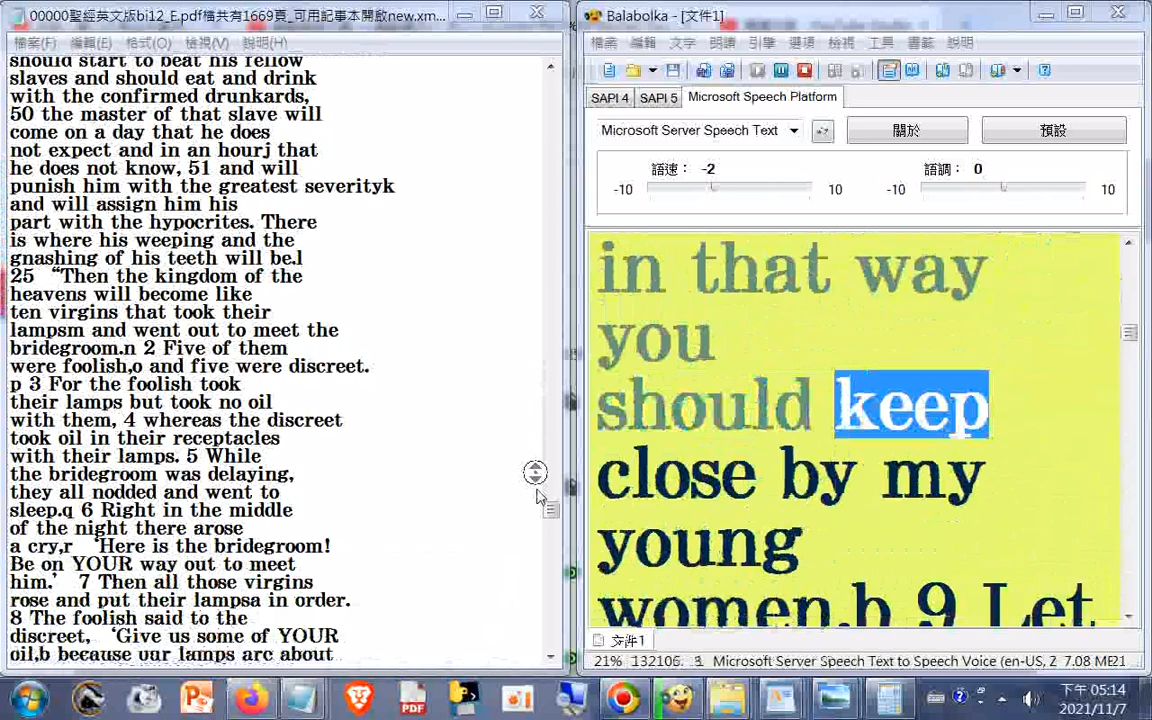 00000聖經英文版bi12_E.pdf檔共有1669頁_可用記事本開啟new.xm...
檔案(F) 編輯(E) 格式(O) 檢視(V) 說明(H)
should start to beat his fellow
slaves and should eat and drink
with the confirmed drunkards,
50 the master of that slave will
come on a day that he does
not expect and in an hourj that
he does not know, 51 and will
punish him with the greatest severityk
and will assign him his
part with the hypocrites. There
is where his weeping and the
gnashing of his teeth will be.l
25 “Then the kingdom of the
heavens will become like
ten virgins that took their
lampsm and went out to meet the
bridegroom.n 2 Five of them
were foolish,o and five were discreet.
p 3 For the foolish took
their lamps but took no oil
with them, 4 whereas the discreet
took oil in their receptacles
with their lamps. 5 While
the bridegroom was delaying,
they all nodded and went to
sleep.q 6 Right in the middle
of the night there arose
a cry,r ‘Here is the bridegroom!
Be on YOUR way out to meet
him.’ 7 Then all those virgins
rose and put their lampsa in order.
8 The foolish said to the
discreet, ‘Give us some of YOUR
oil,b because our lamps are about
Balabolka - [文件1]
檔案 編輯 文字 朗讀 引擎 選項 檢視 工具 書籤 說明
SAPI 4 SAPI 5 Microsoft Speech Platform
Microsoft Server Speech Text 關於 預設
語速： -2 語調： 0
-10 10 -10 10
in that way
you
should keep
close by my
young
women.b 9 Let
文件1
21% 132106. Microsoft Server Speech Text to Speech Voice (en-US, 7.08 ME
下午 05:14
2021/11/7